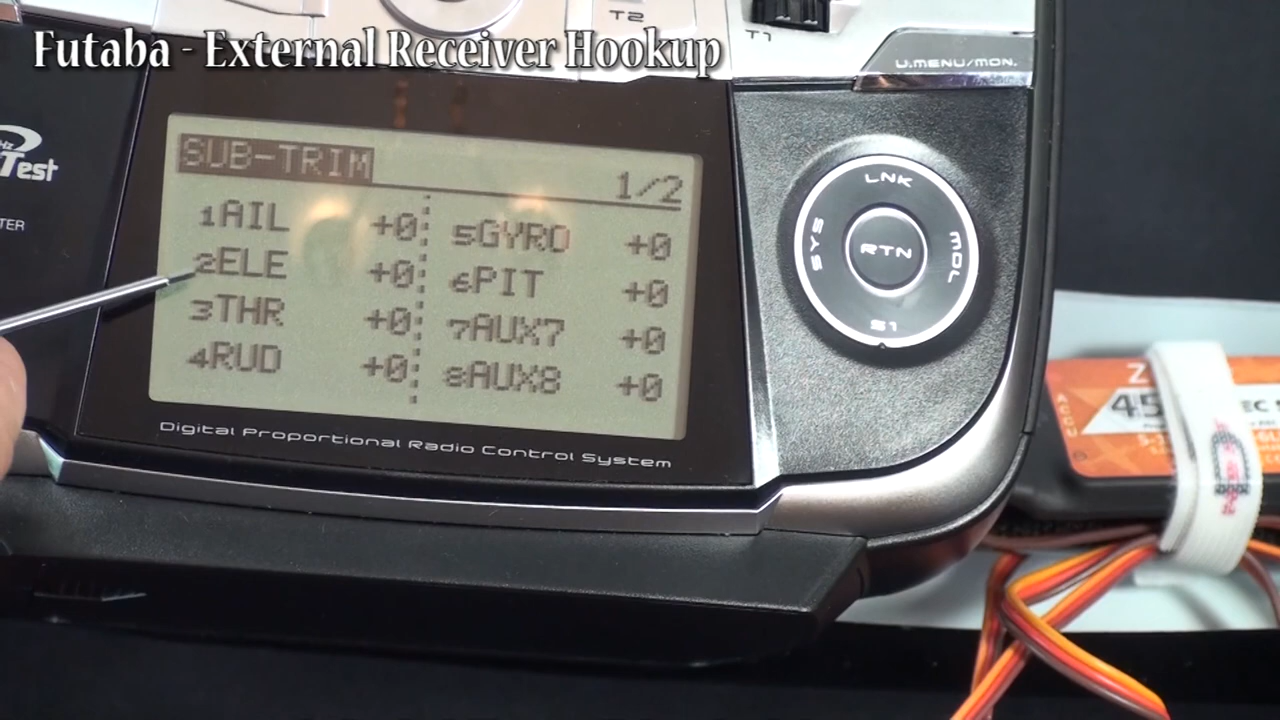 Futaba - External Receiver Hookup
T2
T1
U.MENU/MON.
Test
TER
SUB-TRIM
1/2
1AIL +0 5GYRO +0
2ELE +0 6PIT +0
3THR +0 7AUX7 +0
4RUD +0 8AUX8 +0
Digital Proportional Radio Control System
LNK
SYS
RTN
MDL
S1
Z
45